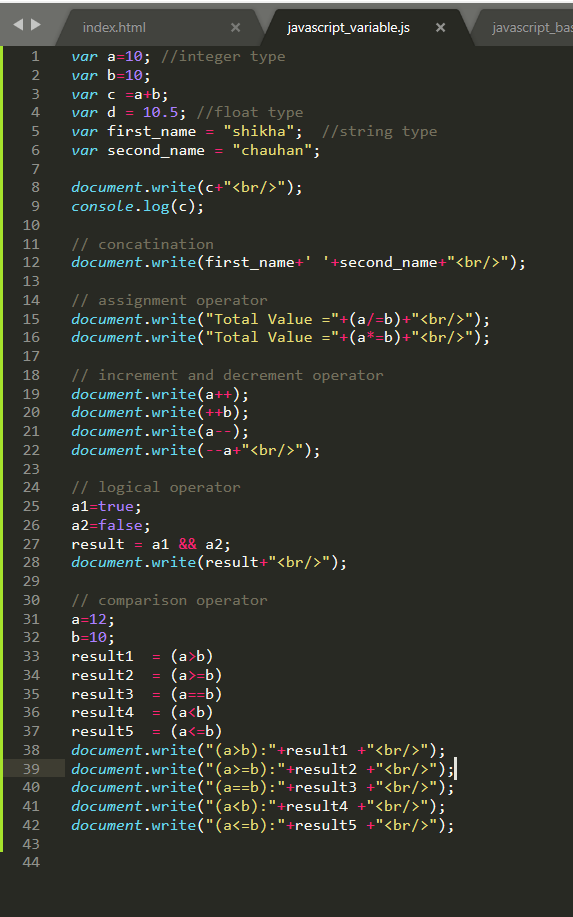 index.html × javascript_variable.js × javascript_bas
1 var a=10; //integer type
2 var b=10;
3 var c =a+b;
4 var d = 10.5; //float type
5 var first_name = "shikha";  //string type
6 var second_name = "chauhan";
7
8 document.write(c+"<br/>");
9 console.log(c);
10
11 // concatination
12 document.write(first_name+' '+second_name+"<br/>");
13
14 // assignment operator
15 document.write("Total Value ="+(a/=b)+"<br/>");
16 document.write("Total Value ="+(a*=b)+"<br/>");
17
18 // increment and decrement operator
19 document.write(a++);
20 document.write(++b);
21 document.write(a--);
22 document.write(--a+"<br/>");
23
24 // logical operator
25 a1=true;
26 a2=false;
27 result = a1 && a2;
28 document.write(result+"<br/>");
29
30 // comparison operator
31 a=12;
32 b=10;
33 result1  = (a>b)
34 result2  = (a>=b)
35 result3  = (a==b)
36 result4  = (a<b)
37 result5  = (a<=b)
38 document.write("(a>b):"+result1 +"<br/>");
39 document.write("(a>=b):"+result2 +"<br/>");
40 document.write("(a==b):"+result3 +"<br/>");
41 document.write("(a<b):"+result4 +"<br/>");
42 document.write("(a<=b):"+result5 +"<br/>");
43
44